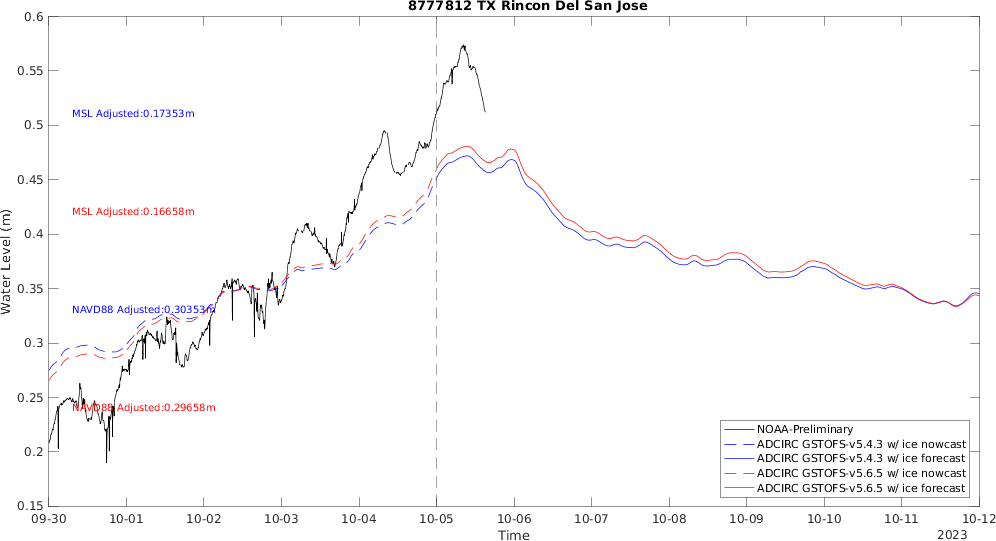 8777812 TX Rincon Del San Jose
0.6
0.55
0.5
0.45
0.4
0.35
0.3
0.25
0.2
0.15
Water Level (m)
MSL Adjusted:0.17353m
MSL Adjusted:0.16658m
NAVD88 Adjusted:0.30353m
NAVD88 Adjusted:0.29658m
NOAA-Preliminary
ADCIRC GSTOFS-v5.4.3 w/ ice nowcast
ADCIRC GSTOFS-v5.4.3 w/ ice forecast
ADCIRC GSTOFS-v5.6.5 w/ ice nowcast
ADCIRC GSTOFS-v5.6.5 w/ ice forecast
09-30 10-01 10-02 10-03 10-04 10-05 10-06 10-07 10-08 10-09 10-10 10-11 10-12
Time
2023